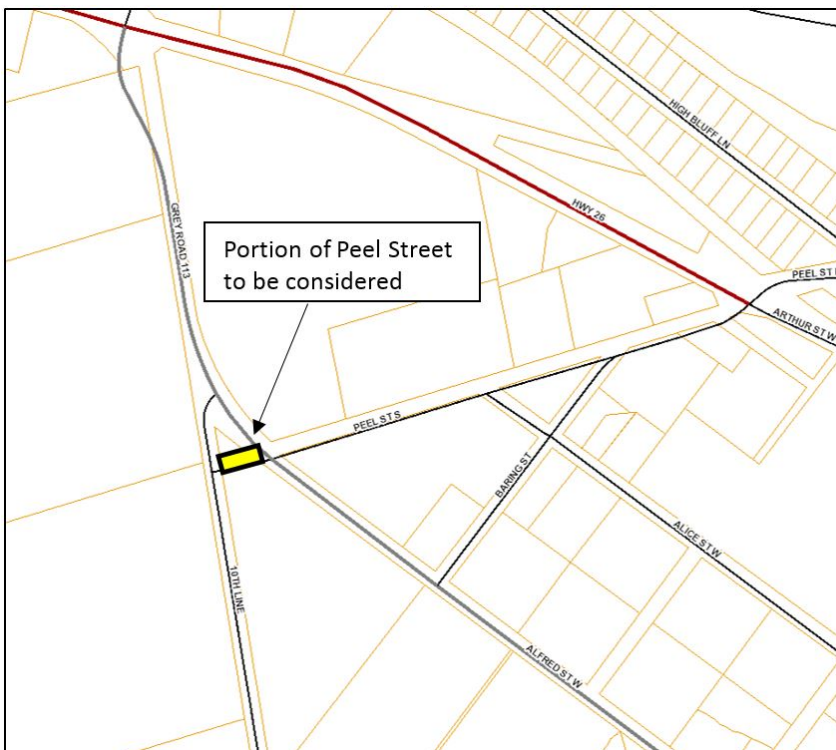 HIGH BLUFF LN
HWY 26
GREY ROAD 113
Portion of Peel Street
to be considered
PEEL ST
ARTHUR ST W
PEEL ST S
BARING ST
ALICE ST W
10TH LINE
ALFRED ST W